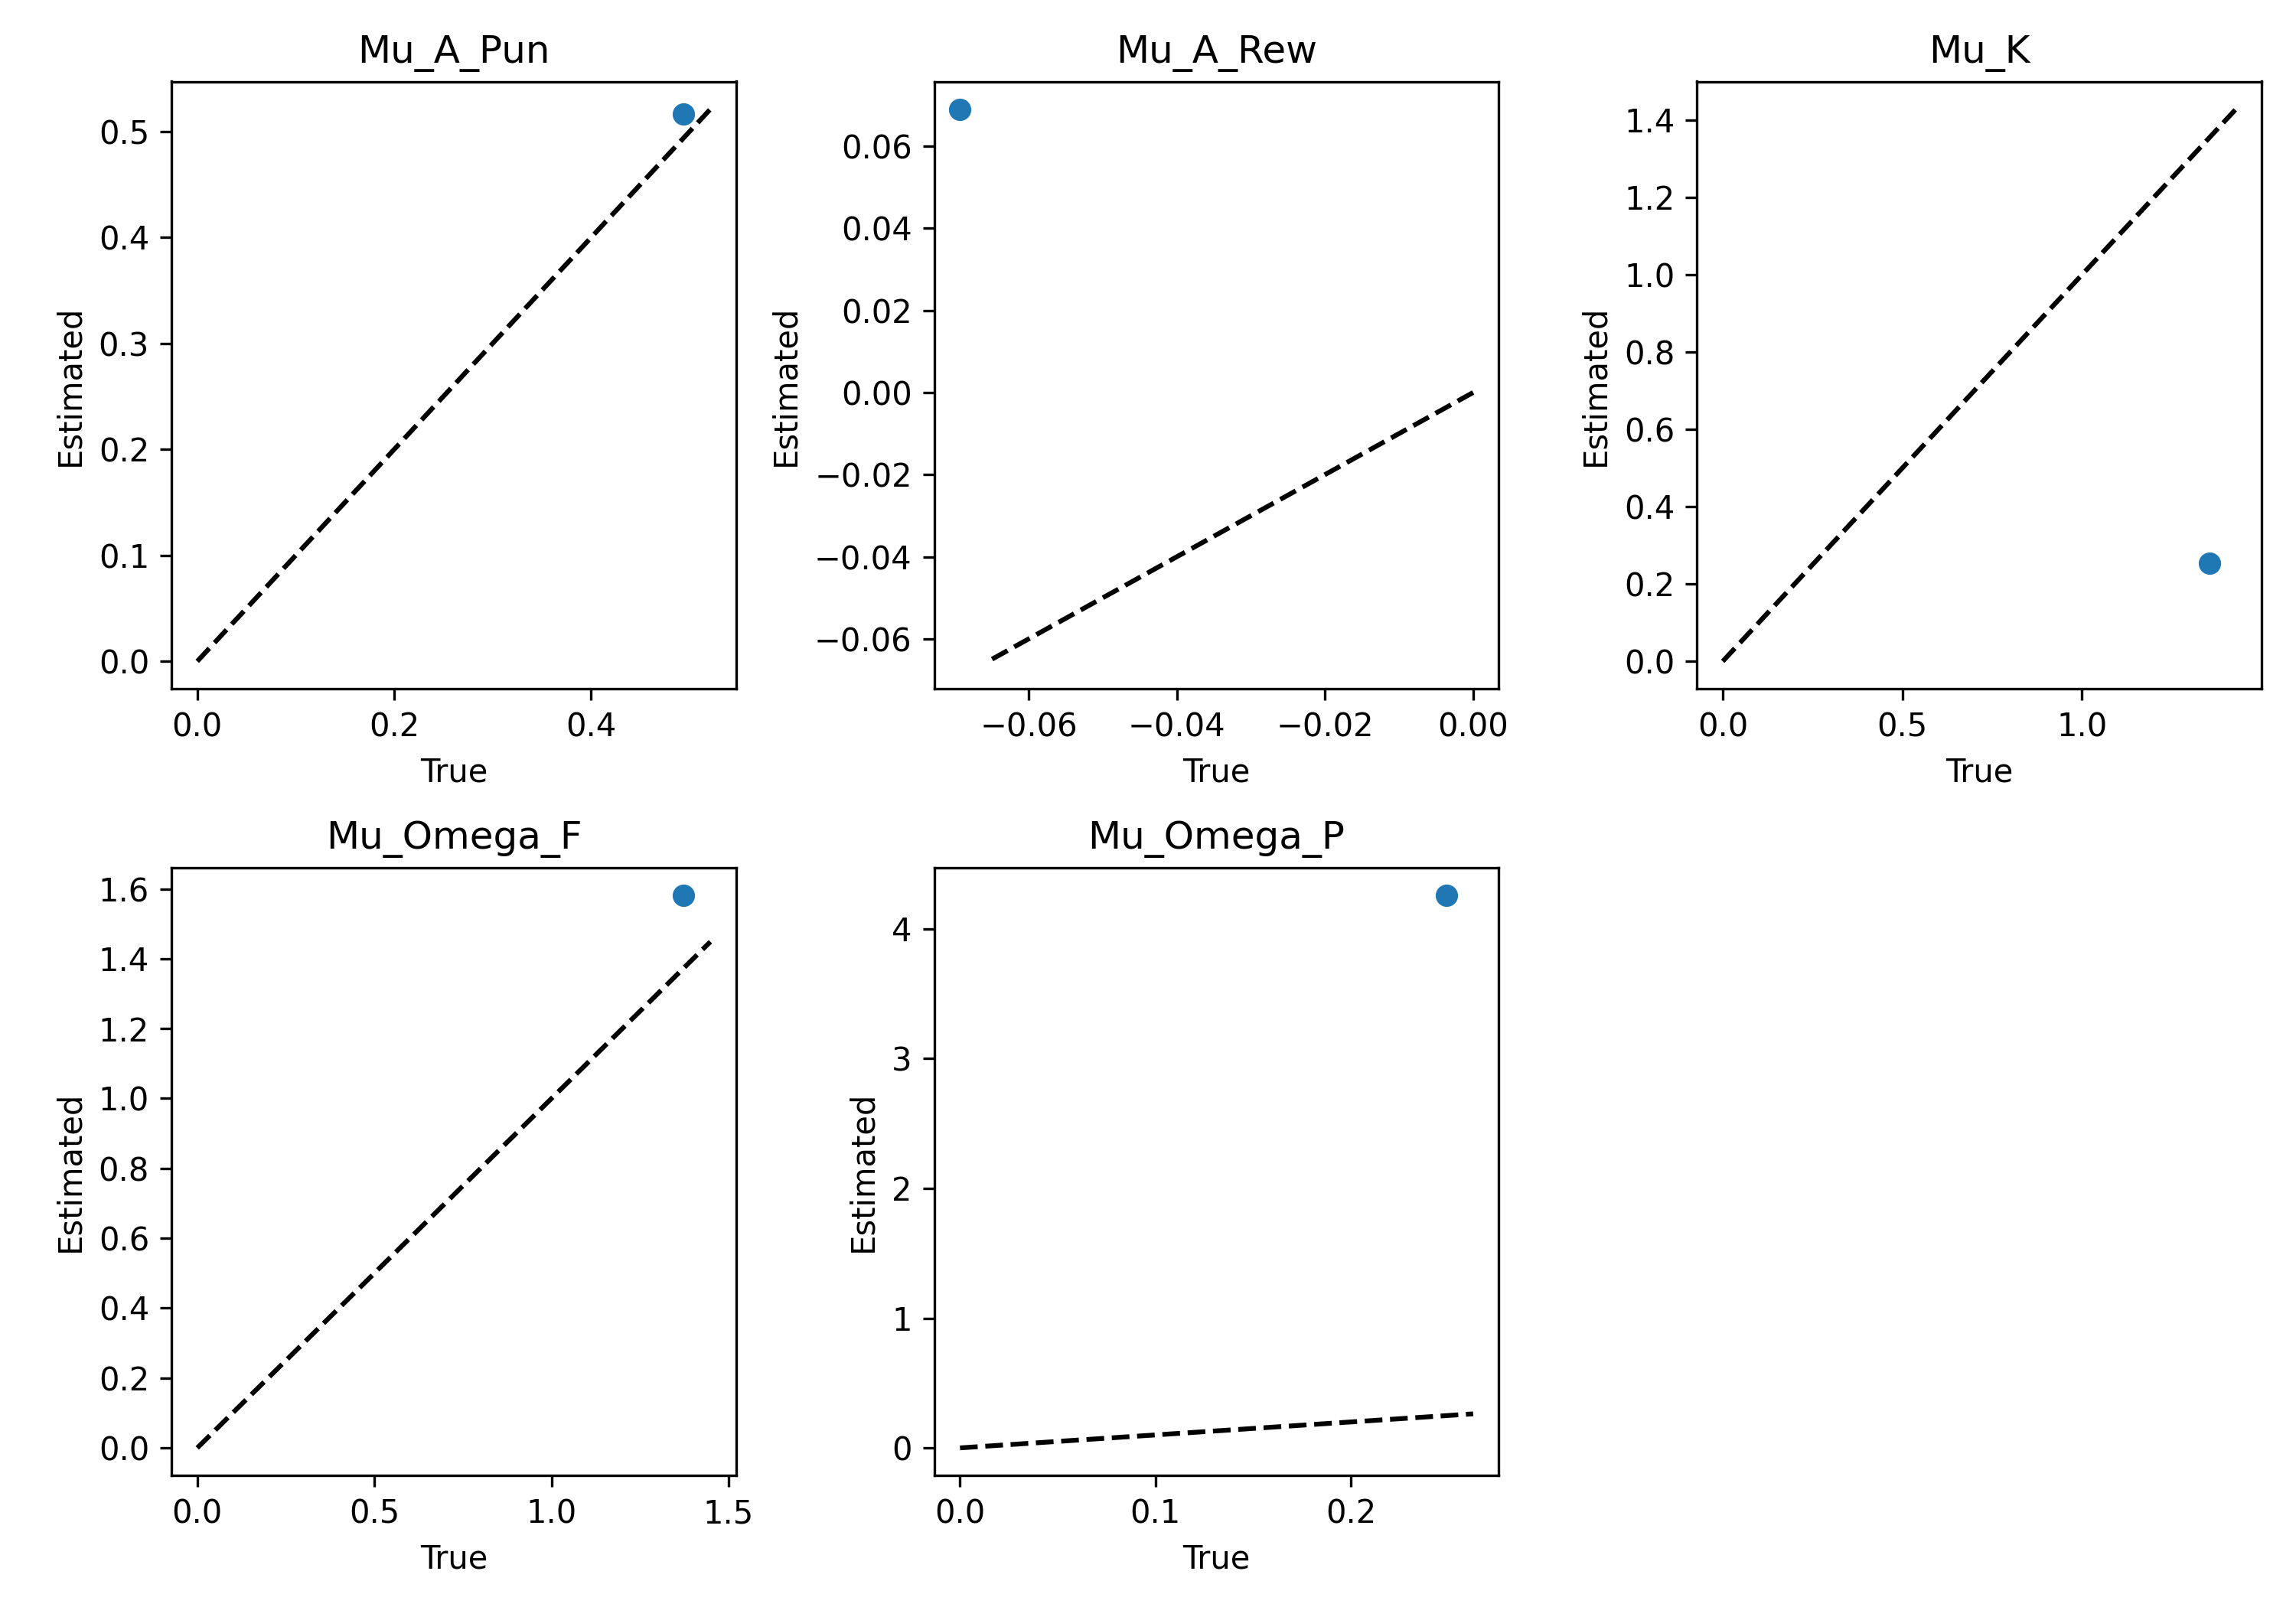 Mu_A_Pun
Estimated
0.5
0.4
0.3
0.2
0.1
0.0
0.0 0.2 0.4
True
Mu_A_Rew
Estimated
0.06
0.04
0.02
0.00
−0.02
−0.04
−0.06
−0.06 −0.04 −0.02 0.00
True
Mu_K
Estimated
1.4
1.2
1.0
0.8
0.6
0.4
0.2
0.0
0.0 0.5 1.0
True
Mu_Omega_F
Estimated
1.6
1.4
1.2
1.0
0.8
0.6
0.4
0.2
0.0
0.0 0.5 1.0 1.5
True
Mu_Omega_P
Estimated
4
3
2
1
0
0.0 0.1 0.2
True